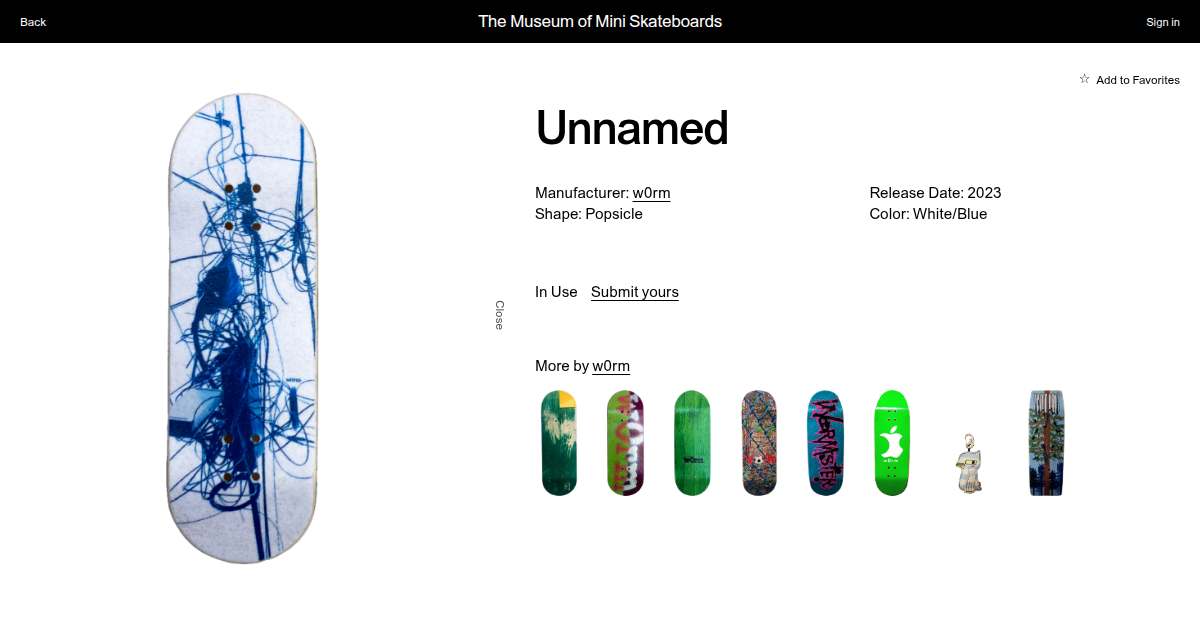 Back
The Museum of Mini Skateboards
Sign in
☆ Add to Favorites
Unnamed
Manufacturer: w0rm
Release Date: 2023
Shape: Popsicle
Color: White/Blue
In Use Submit yours
Close
More by w0rm